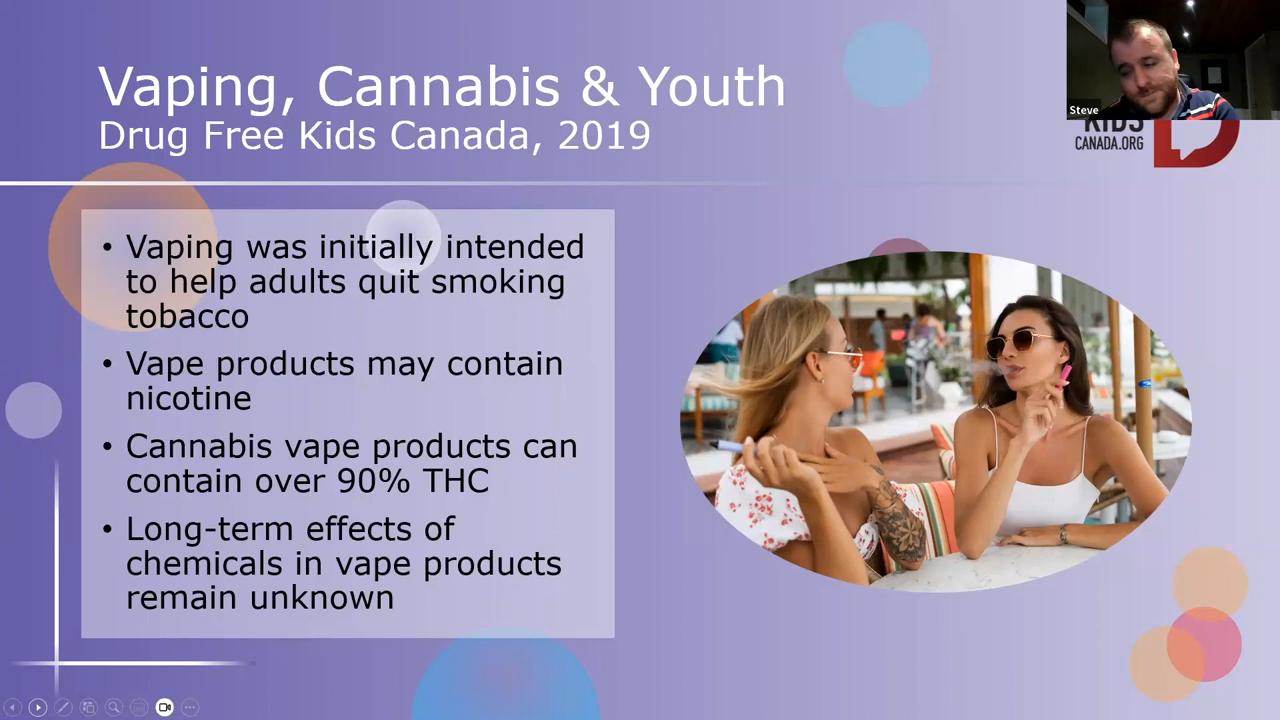 Vaping, Cannabis & Youth
Drug Free Kids Canada, 2019
Steve
KIDS
CANADA.ORG
• Vaping was initially intended
to help adults quit smoking
tobacco
• Vape products may contain
nicotine
• Cannabis vape products can
contain over 90% THC
• Long-term effects of
chemicals in vape products
remain unknown